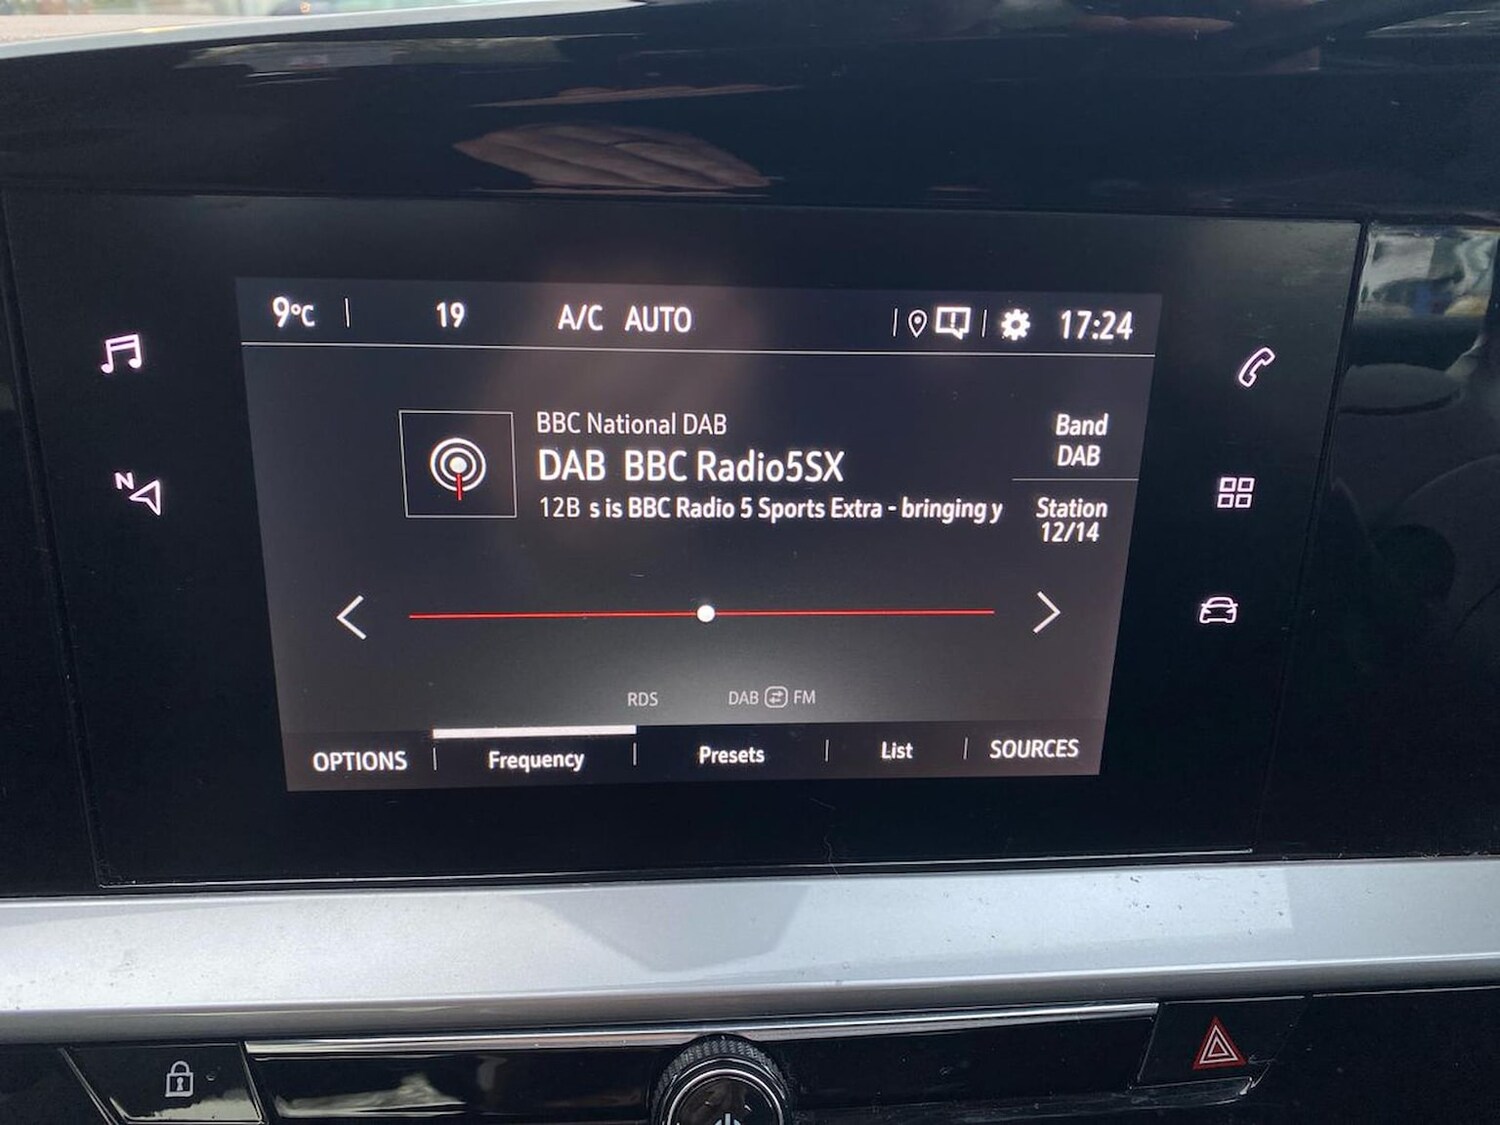 9°C 19 A/C AUTO 17:24
N
BBC National DAB
DAB BBC Radio5SX
12B s is BBC Radio 5 Sports Extra - bringing y
Band
DAB
Station
12/14
RDS DAB FM
OPTIONS Frequency Presets List SOURCES